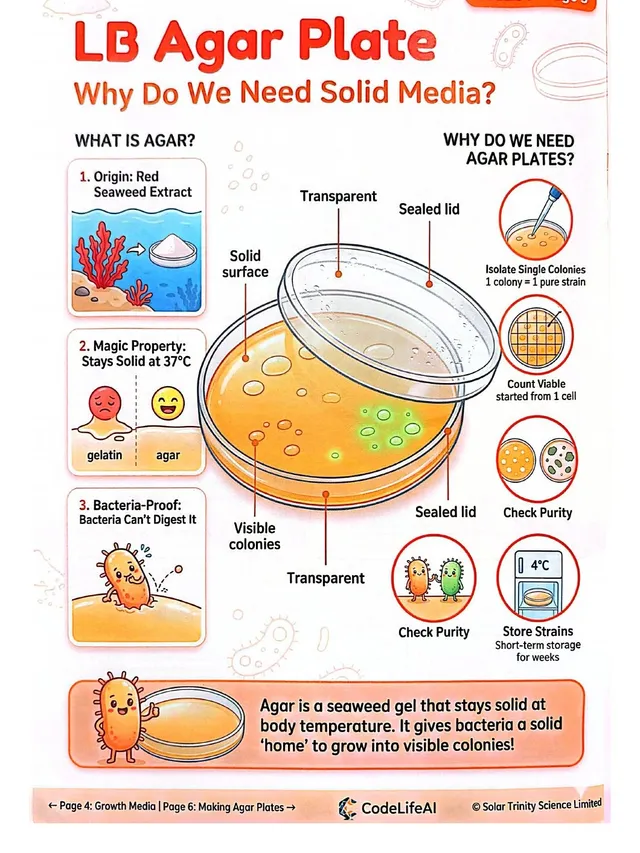 LB Agar Plate
Why Do We Need Solid Media?
WHAT IS AGAR?
1. Origin: Red
Seaweed Extract
2. Magic Property:
Stays Solid at 37°C
gelatin
agar
3. Bacteria-Proof:
Bacteria Can't Digest It
Transparent
Sealed lid
Solid
surface
Visible
colonies
Transparent
Sealed lid
WHY DO WE NEED
AGAR PLATES?
Isolate Single Colonies
1 colony = 1 pure strain
Count Viable
started from 1 cell
Check Purity
Check Purity
4°C
Store Strains
Short-term storage
for weeks
Agar is a seaweed gel that stays solid at
body temperature. It gives bacteria a solid
'home' to grow into visible colonies!
← Page 4: Growth Media | Page 6: Making Agar Plates →
CodeLifeAI
© Solar Trinity Science Limited